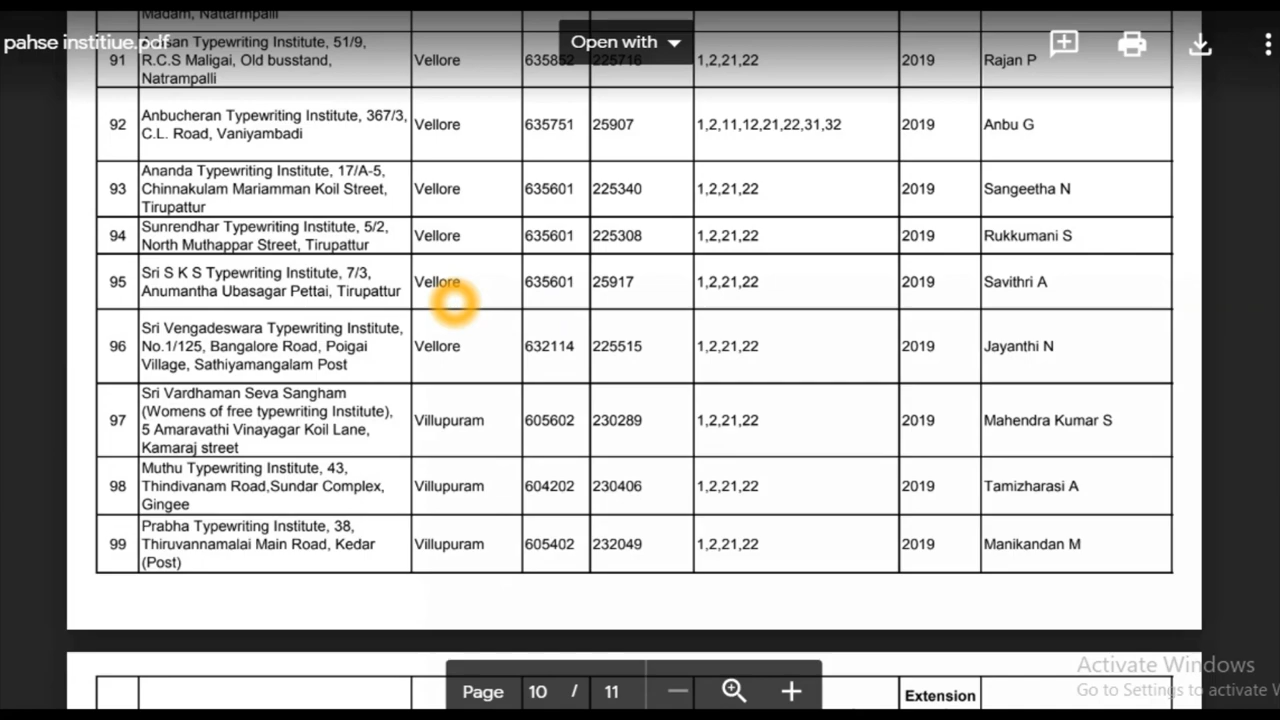 Madam, Nattarmpalli
pahse institiue.pdf
Open with
91 san Typewriting Institute, 51/9, R.C.S Maligai, Old busstand, Natrampalli Vellore 635852 225716 1,2,21,22 2019 Rajan P
92 Anbucheran Typewriting Institute, 367/3, C.L. Road, Vaniyambadi Vellore 635751 25907 1,2,11,12,21,22,31,32 2019 Anbu G
93 Ananda Typewriting Institute, 17/A-5, Chinnakulam Mariamman Koil Street, Tirupattur Vellore 635601 225340 1,2,21,22 2019 Sangeetha N
94 Sunrendhar Typewriting Institute, 5/2, North Muthappar Street, Tirupattur Vellore 635601 225308 1,2,21,22 2019 Rukkumani S
95 Sri S K S Typewriting Institute, 7/3, Anumantha Ubasagar Pettai, Tirupattur Vellore 635601 25917 1,2,21,22 2019 Savithri A
96 Sri Vengadeswara Typewriting Institute, No.1/125, Bangalore Road, Poigai Village, Sathiyamangalam Post Vellore 632114 225515 1,2,21,22 2019 Jayanthi N
97 Sri Vardhaman Seva Sangham (Womens of free typewriting Institute), 5 Amaravathi Vinayagar Koil Lane, Kamaraj street Villupuram 605602 230289 1,2,21,22 2019 Mahendra Kumar S
98 Muthu Typewriting Institute, 43, Thindivanam Road,Sundar Complex, Gingee Villupuram 604202 230406 1,2,21,22 2019 Tamizharasi A
99 Prabha Typewriting Institute, 38, Thiruvannamalai Main Road, Kedar (Post) Villupuram 605402 232049 1,2,21,22 2019 Manikandan M
Extension
Page 10 / 11
Activate Windows
Go to Settings to activate W